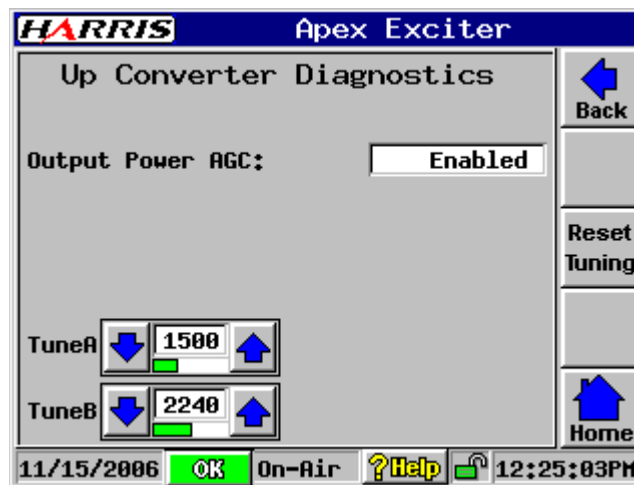 HARRIS Apex Exciter
Up Converter Diagnostics
Back
Output Power AGC: Enabled
Reset
Tuning
TuneA 1500
TuneB 2240
Home
11/15/2006 OK On-Air ?Help 12:25:03PM